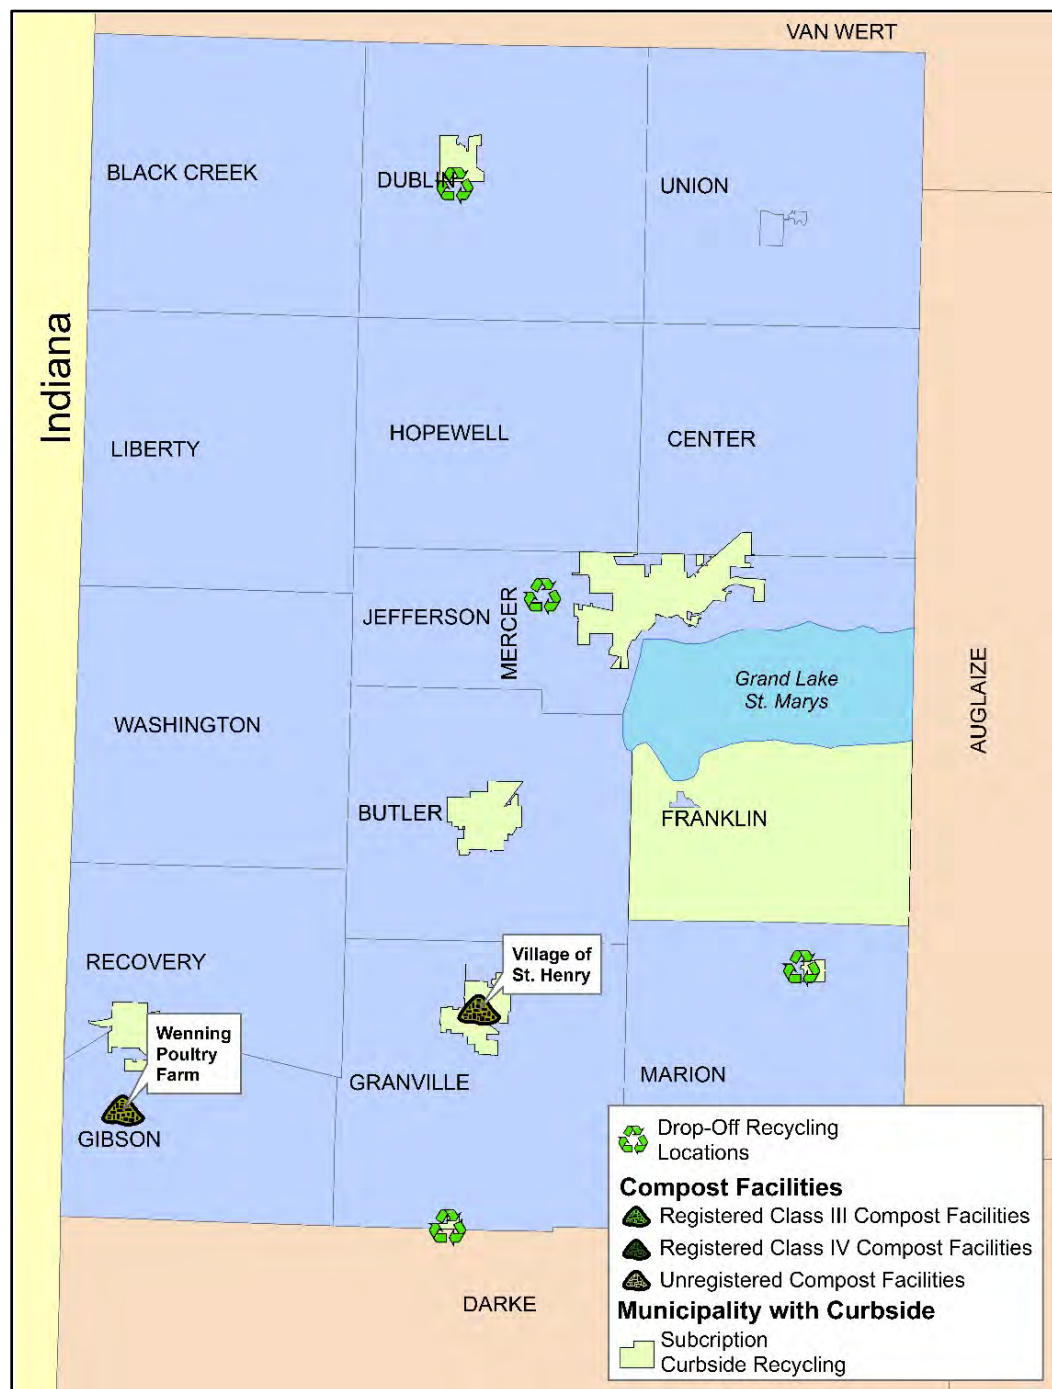 VAN WERT
BLACK CREEK
DUBLIN
UNION
Indiana
LIBERTY
HOPEWELL
CENTER
JEFFERSON
MERCER
Grand Lake
St. Marys
AUGLAIZE
WASHINGTON
BUTLER
FRANKLIN
RECOVERY
Village of
St. Henry
Wenning
Poultry
Farm
GRANVILLE
MARION
GIBSON
DARKE
Drop-Off Recycling
Locations
Compost Facilities
Registered Class III Compost Facilities
Registered Class IV Compost Facilities
Unregistered Compost Facilities
Municipality with Curbside
Subcription
Curbside Recycling